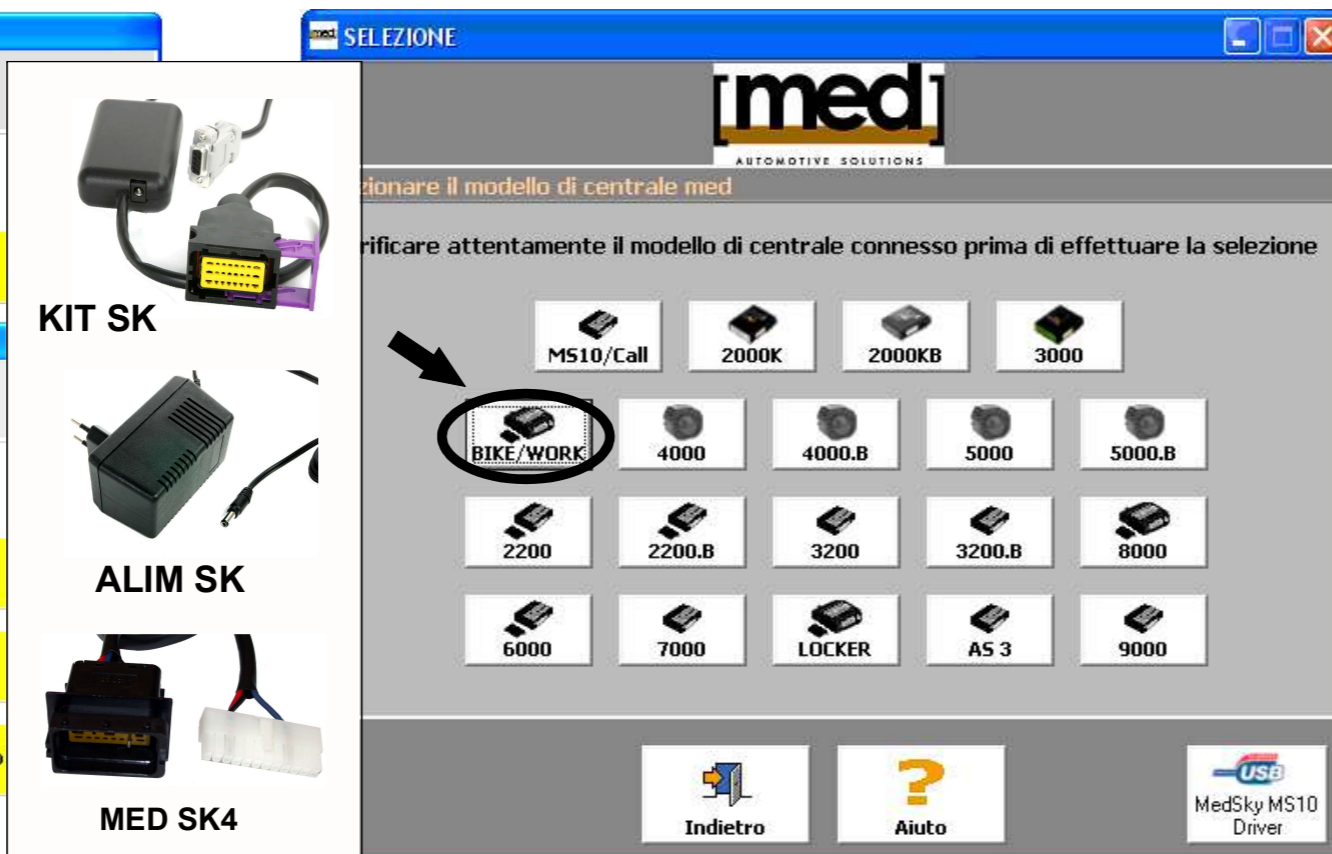 med SELEZIONE
[med]
AUTOMOTIVE SOLUTIONS
zionare il modello di centrale med
rificare attentamente il modello di centrale connesso prima di effettuare la selezione
KIT SK
ALIM SK
MED SK4
MS10/Call 2000K 2000KB 3000
BIKE/WORK 4000 4000.B 5000 5000.B
2200 2200.B 3200 3200.B 8000
6000 7000 LOCKER AS 3 9000
Indietro Aiuto
USB
MedSky MS10
Driver